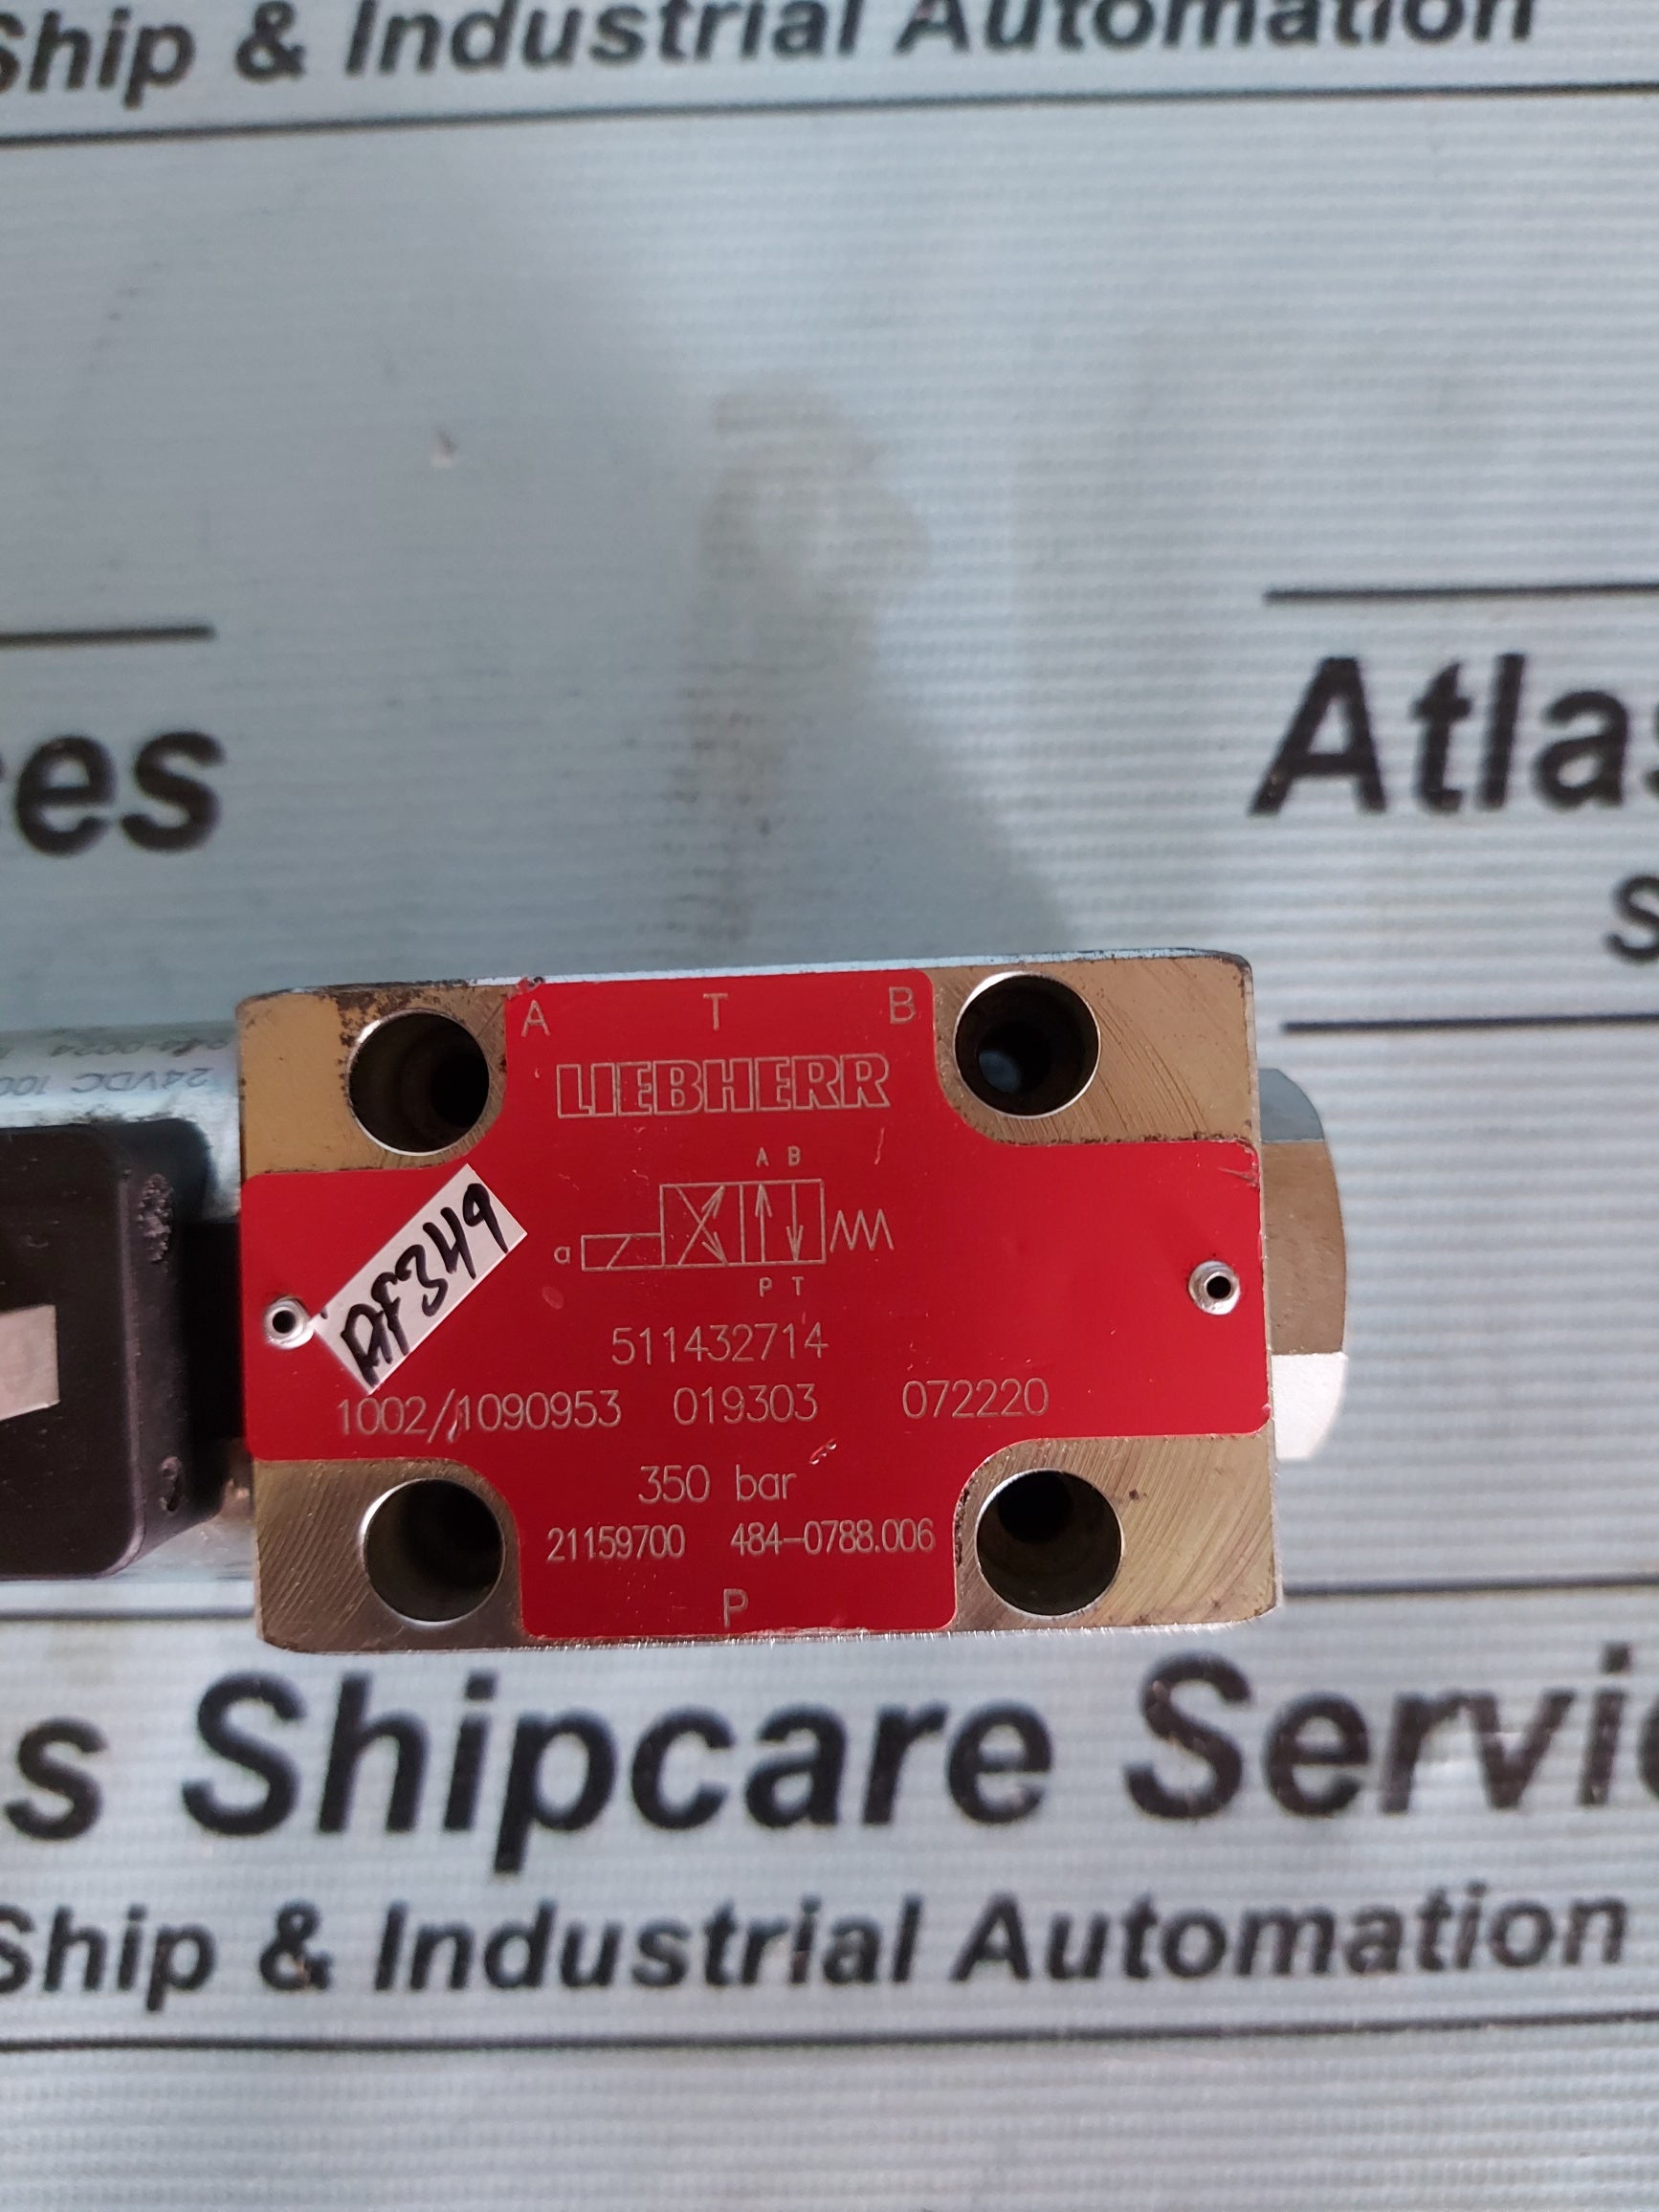 Ship & Industrial Automation
es
Atlas
A T B
LIEBHERR
24VDC
A B
a
P T
AF349
511432714
1002//1090953 019303 072220
350 bar
21159700 484-0788.006
P
s Shipcare Servic
Ship & Industrial Automation